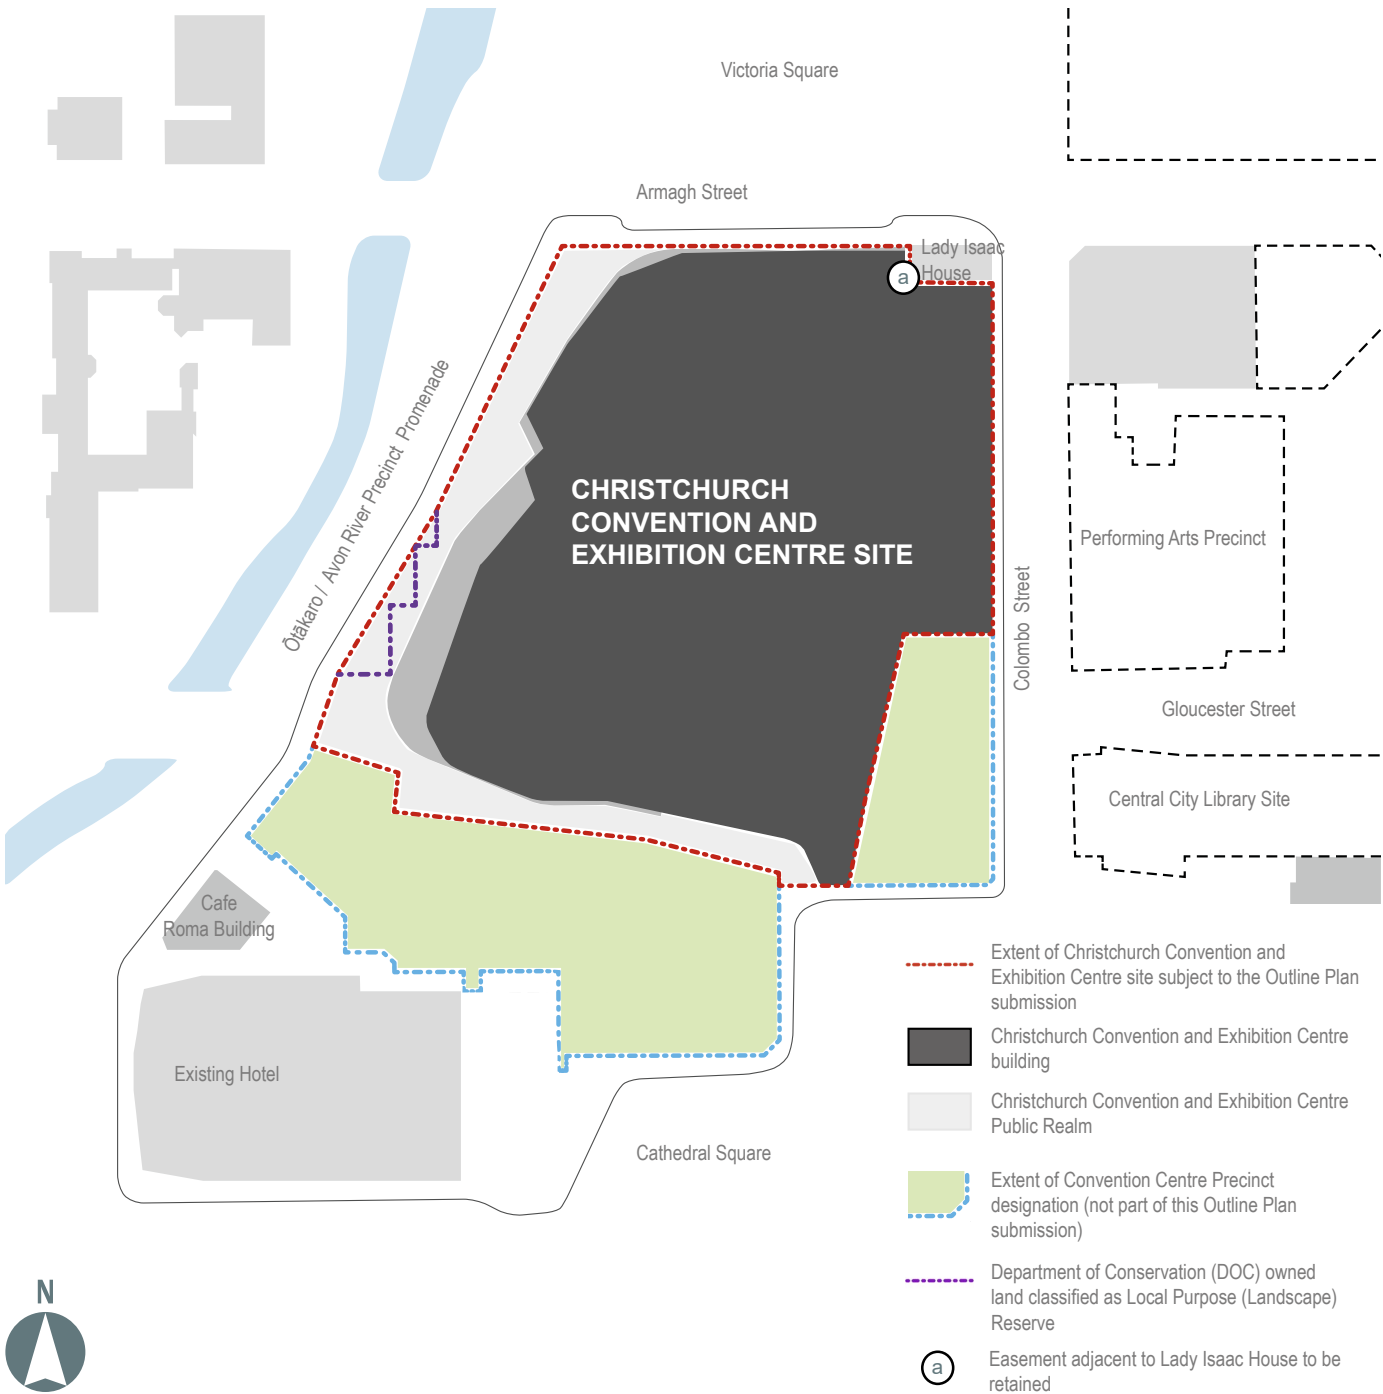 Victoria Square
Armagh Street
Lady Isaac
House
a
Ōtākaro / Avon River Precinct Promenade
CHRISTCHURCH
CONVENTION AND
EXHIBITION CENTRE SITE
Performing Arts Precinct
Colombo Street
Gloucester Street
Central City Library Site
Cafe
Roma Building
Existing Hotel
Cathedral Square
Extent of Christchurch Convention and
Exhibition Centre site subject to the Outline Plan
submission
Christchurch Convention and Exhibition Centre
building
Christchurch Convention and Exhibition Centre
Public Realm
Extent of Convention Centre Precinct
designation (not part of this Outline Plan
submission)
Department of Conservation (DOC) owned
land classified as Local Purpose (Landscape)
Reserve
a
Easement adjacent to Lady Isaac House to be
retained
N